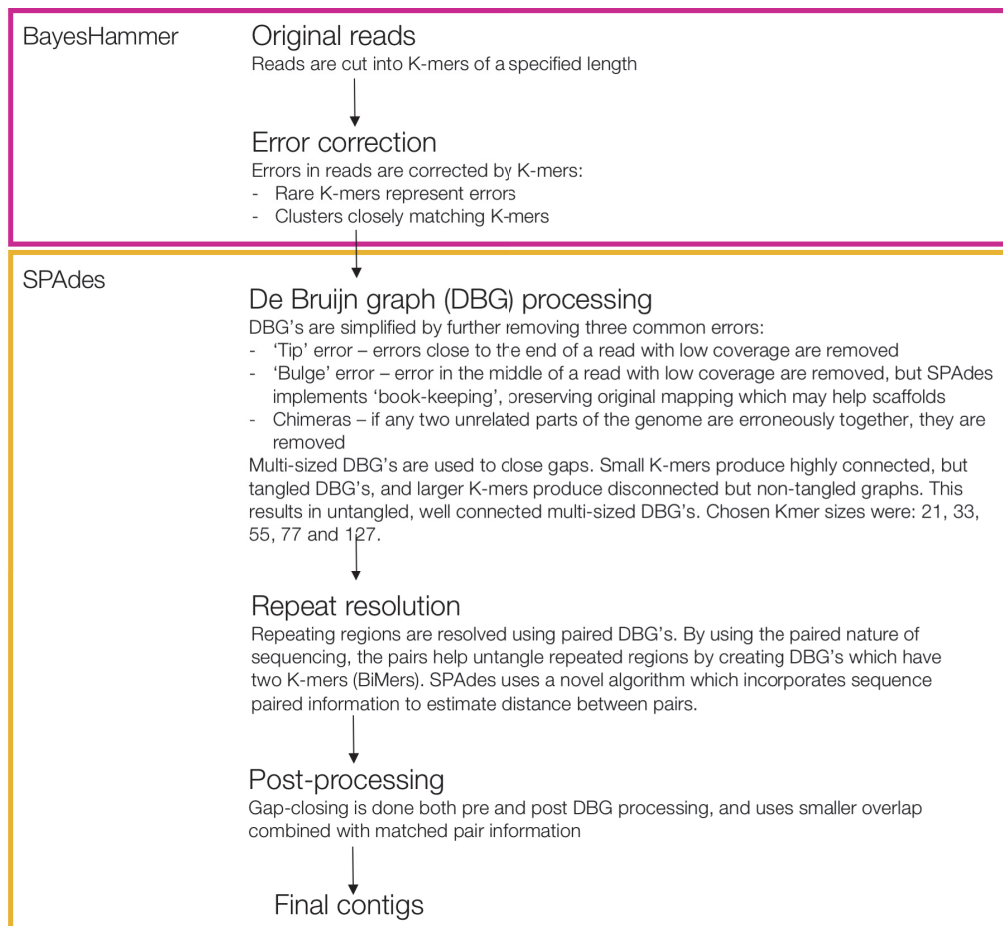 BayesHammer
Original reads
Reads are cut into K-mers of a specified length
Error correction
Errors in reads are corrected by K-mers:
- Rare K-mers represent errors
- Clusters closely matching K-mers
SPAdes
De Bruijn graph (DBG) processing
DBG's are simplified by further removing three common errors:
- ‘Tip’ error – errors close to the end of a read with low coverage are removed
- ‘Bulge’ error – error in the middle of a read with low coverage are removed, but SPAdes
implements ‘book-keeping’, preserving original mapping which may help scaffolds
- Chimeras – if any two unrelated parts of the genome are erroneously together, they are
removed
Multi-sized DBG's are used to close gaps. Small K-mers produce highly connected, but
tangled DBG's, and larger K-mers produce disconnected but non-tangled graphs. This
results in untangled, well connected multi-sized DBG's. Chosen Kmer sizes were: 21, 33,
55, 77 and 127.
Repeat resolution
Repeating regions are resolved using paired DBG's. By using the paired nature of
sequencing, the pairs help untangle repeated regions by creating DBG's which have
two K-mers (BiMers). SPAdes uses a novel algorithm which incorporates sequence
paired information to estimate distance between pairs.
Post-processing
Gap-closing is done both pre and post DBG processing, and uses smaller overlap
combined with matched pair information
Final contigs